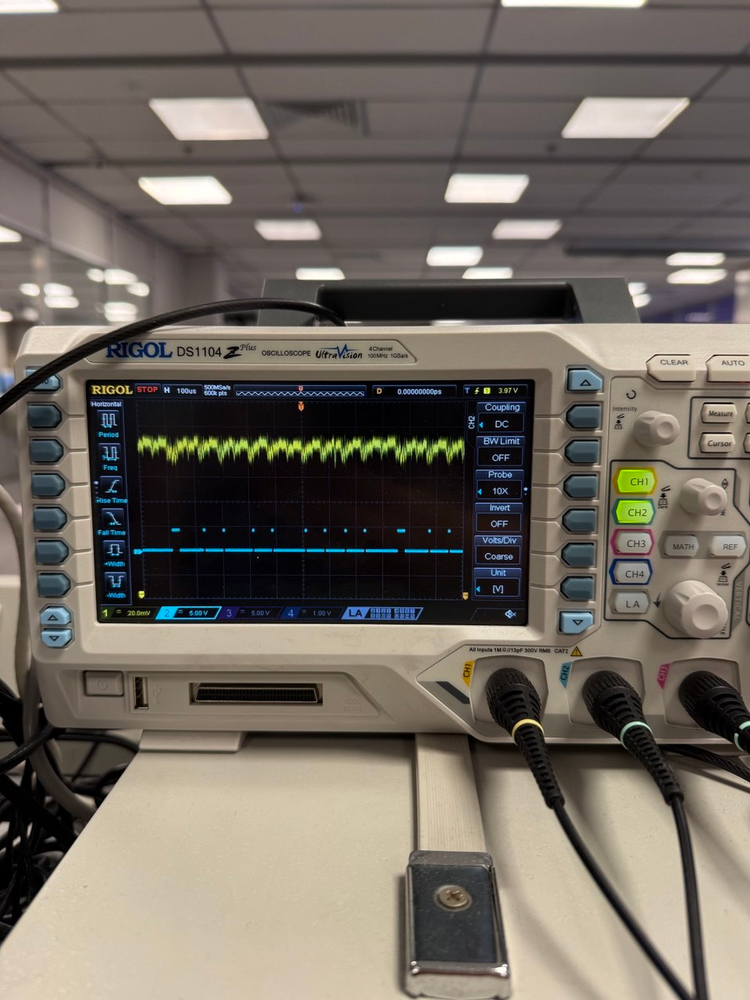 RIGOL DS1104 Z Plus OSCILLOSCOPE UltraVision 4 Channel
100MHz 1GSa/s
CLEAR
AUTO
RIGOL STOP H 100us 500MSa/s
600k pts
D 0.00000000ps
T 1 3.97 V
Horizontal
Period
Freq
Rise Time
Fall Time
+Width
-Width
CH2
Coupling
DC
BW Limit
OFF
Probe
10X
Invert
OFF
Volts/Div
Coarse
Unit
[V]
1 20.0mV
2 5.00 V
3 5.00 V
4 1.00 V
LA
Intensity
Measure
Cursor
CH1
CH2
CH3
CH4
LA
MATH
REF
VERTICAL
All Inputs 1MΩ//13pF 300V RMS CATI
CH1
CH2
CH3